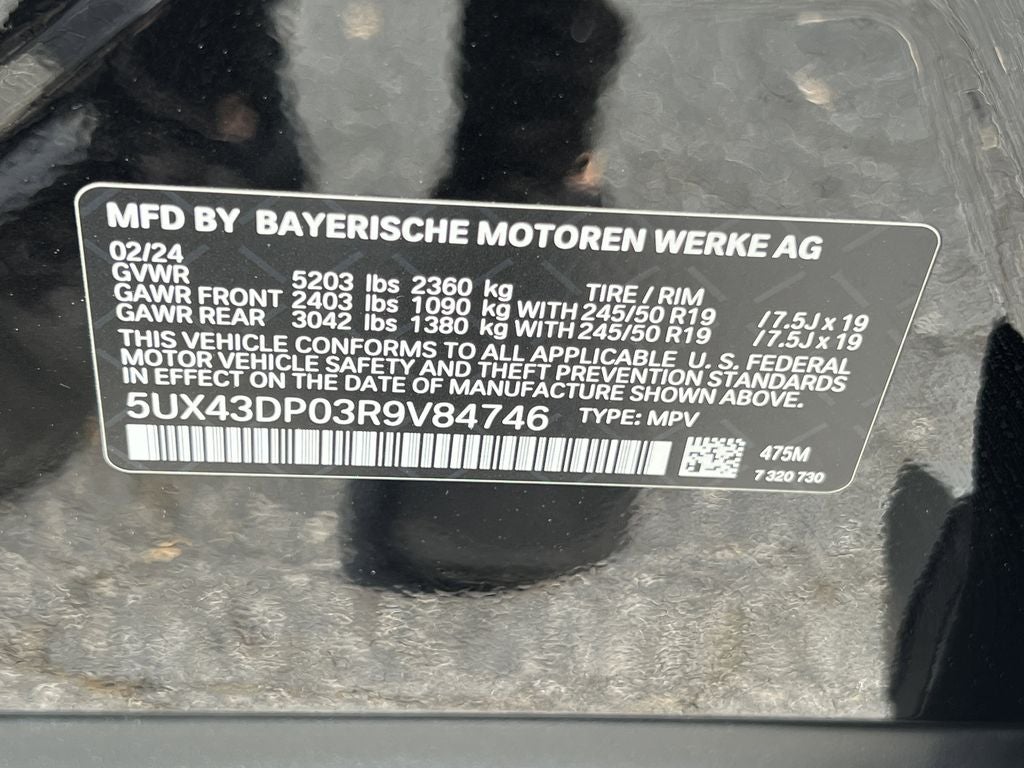 MFD BY BAYERISCHE MOTOREN WERKE AG
02/24
GVWR 5203 lbs 2360 kg TIRE / RIM
GAWR FRONT 2403 lbs 1090 kg WITH 245/50 R19 / 7.5J x 19
GAWR REAR 3042 lbs 1380 kg WITH 245/50 R19 / 7.5J x 19
THIS VEHICLE CONFORMS TO ALL APPLICABLE U. S. FEDERAL
MOTOR VEHICLE SAFETY AND THEFT PREVENTION STANDARDS
IN EFFECT ON THE DATE OF MANUFACTURE SHOWN ABOVE.
5UX43DP03R9V84746 TYPE: MPV
475M
7 320 730